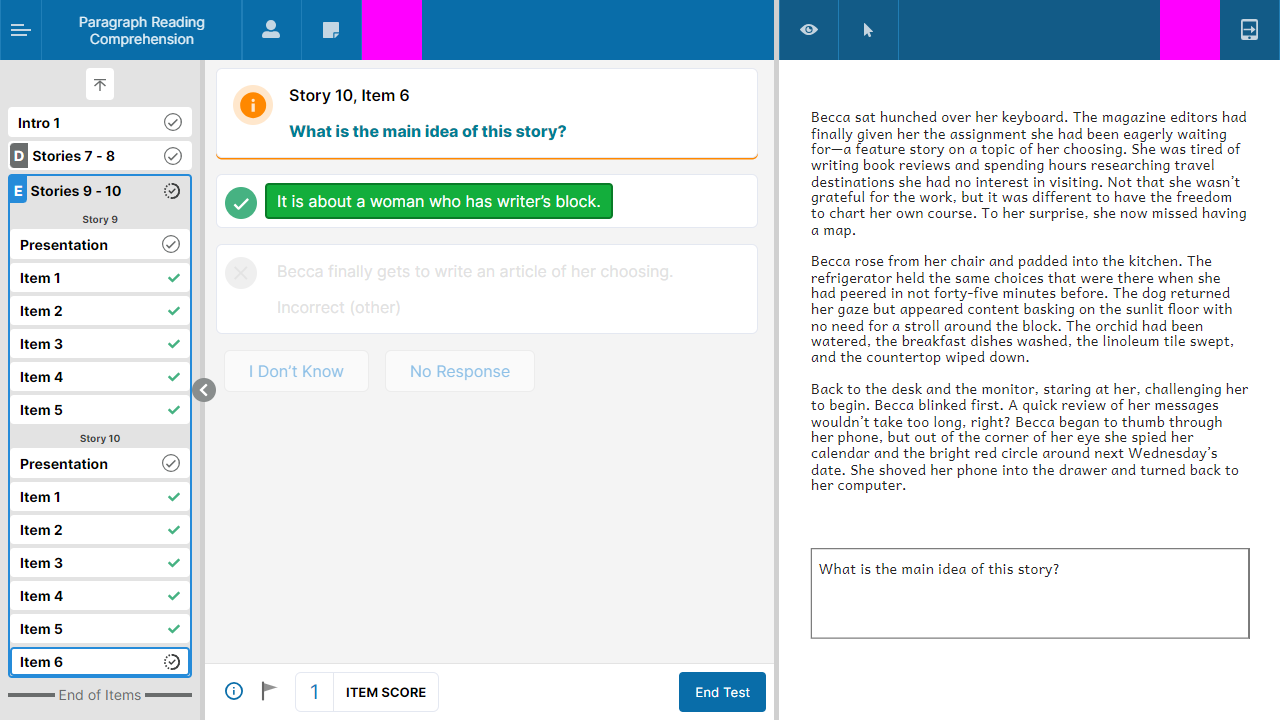 Paragraph Reading
Comprehension
Intro 1
D Stories 7 - 8
E Stories 9 - 10
Story 9
Presentation
Item 1
Item 2
Item 3
Item 4
Item 5
Story 10
Presentation
Item 1
Item 2
Item 3
Item 4
Item 5
Item 6
End of Items
Story 10, Item 6
What is the main idea of this story?
It is about a woman who has writer's block.
Becca finally gets to write an article of her choosing.
Incorrect (other)
I Don't Know
No Response
1 ITEM SCORE
End Test
Becca sat hunched over her keyboard. The magazine editors had
finally given her the assignment she had been eagerly waiting
for—a feature story on a topic of her choosing. She was tired of
writing book reviews and spending hours researching travel
destinations she had no interest in visiting. Not that she wasn't
grateful for the work, but it was different to have the freedom
to chart her own course. To her surprise, she now missed having
a map.
Becca rose from her chair and padded into the kitchen. The
refrigerator held the same choices that were there when she
had peered in not forty-five minutes before. The dog returned
her gaze but appeared content basking on the sunlit floor with
no need for a stroll around the block. The orchid had been
watered, the breakfast dishes washed, the linoleum tile swept,
and the countertop wiped down.
Back to the desk and the monitor, staring at her, challenging her
to begin. Becca blinked first. A quick review of her messages
wouldn't take too long, right? Becca began to thumb through
her phone, but out of the corner of her eye she spied her
calendar and the bright red circle around next Wednesday's
date. She shoved her phone into the drawer and turned back to
her computer.
What is the main idea of this story?